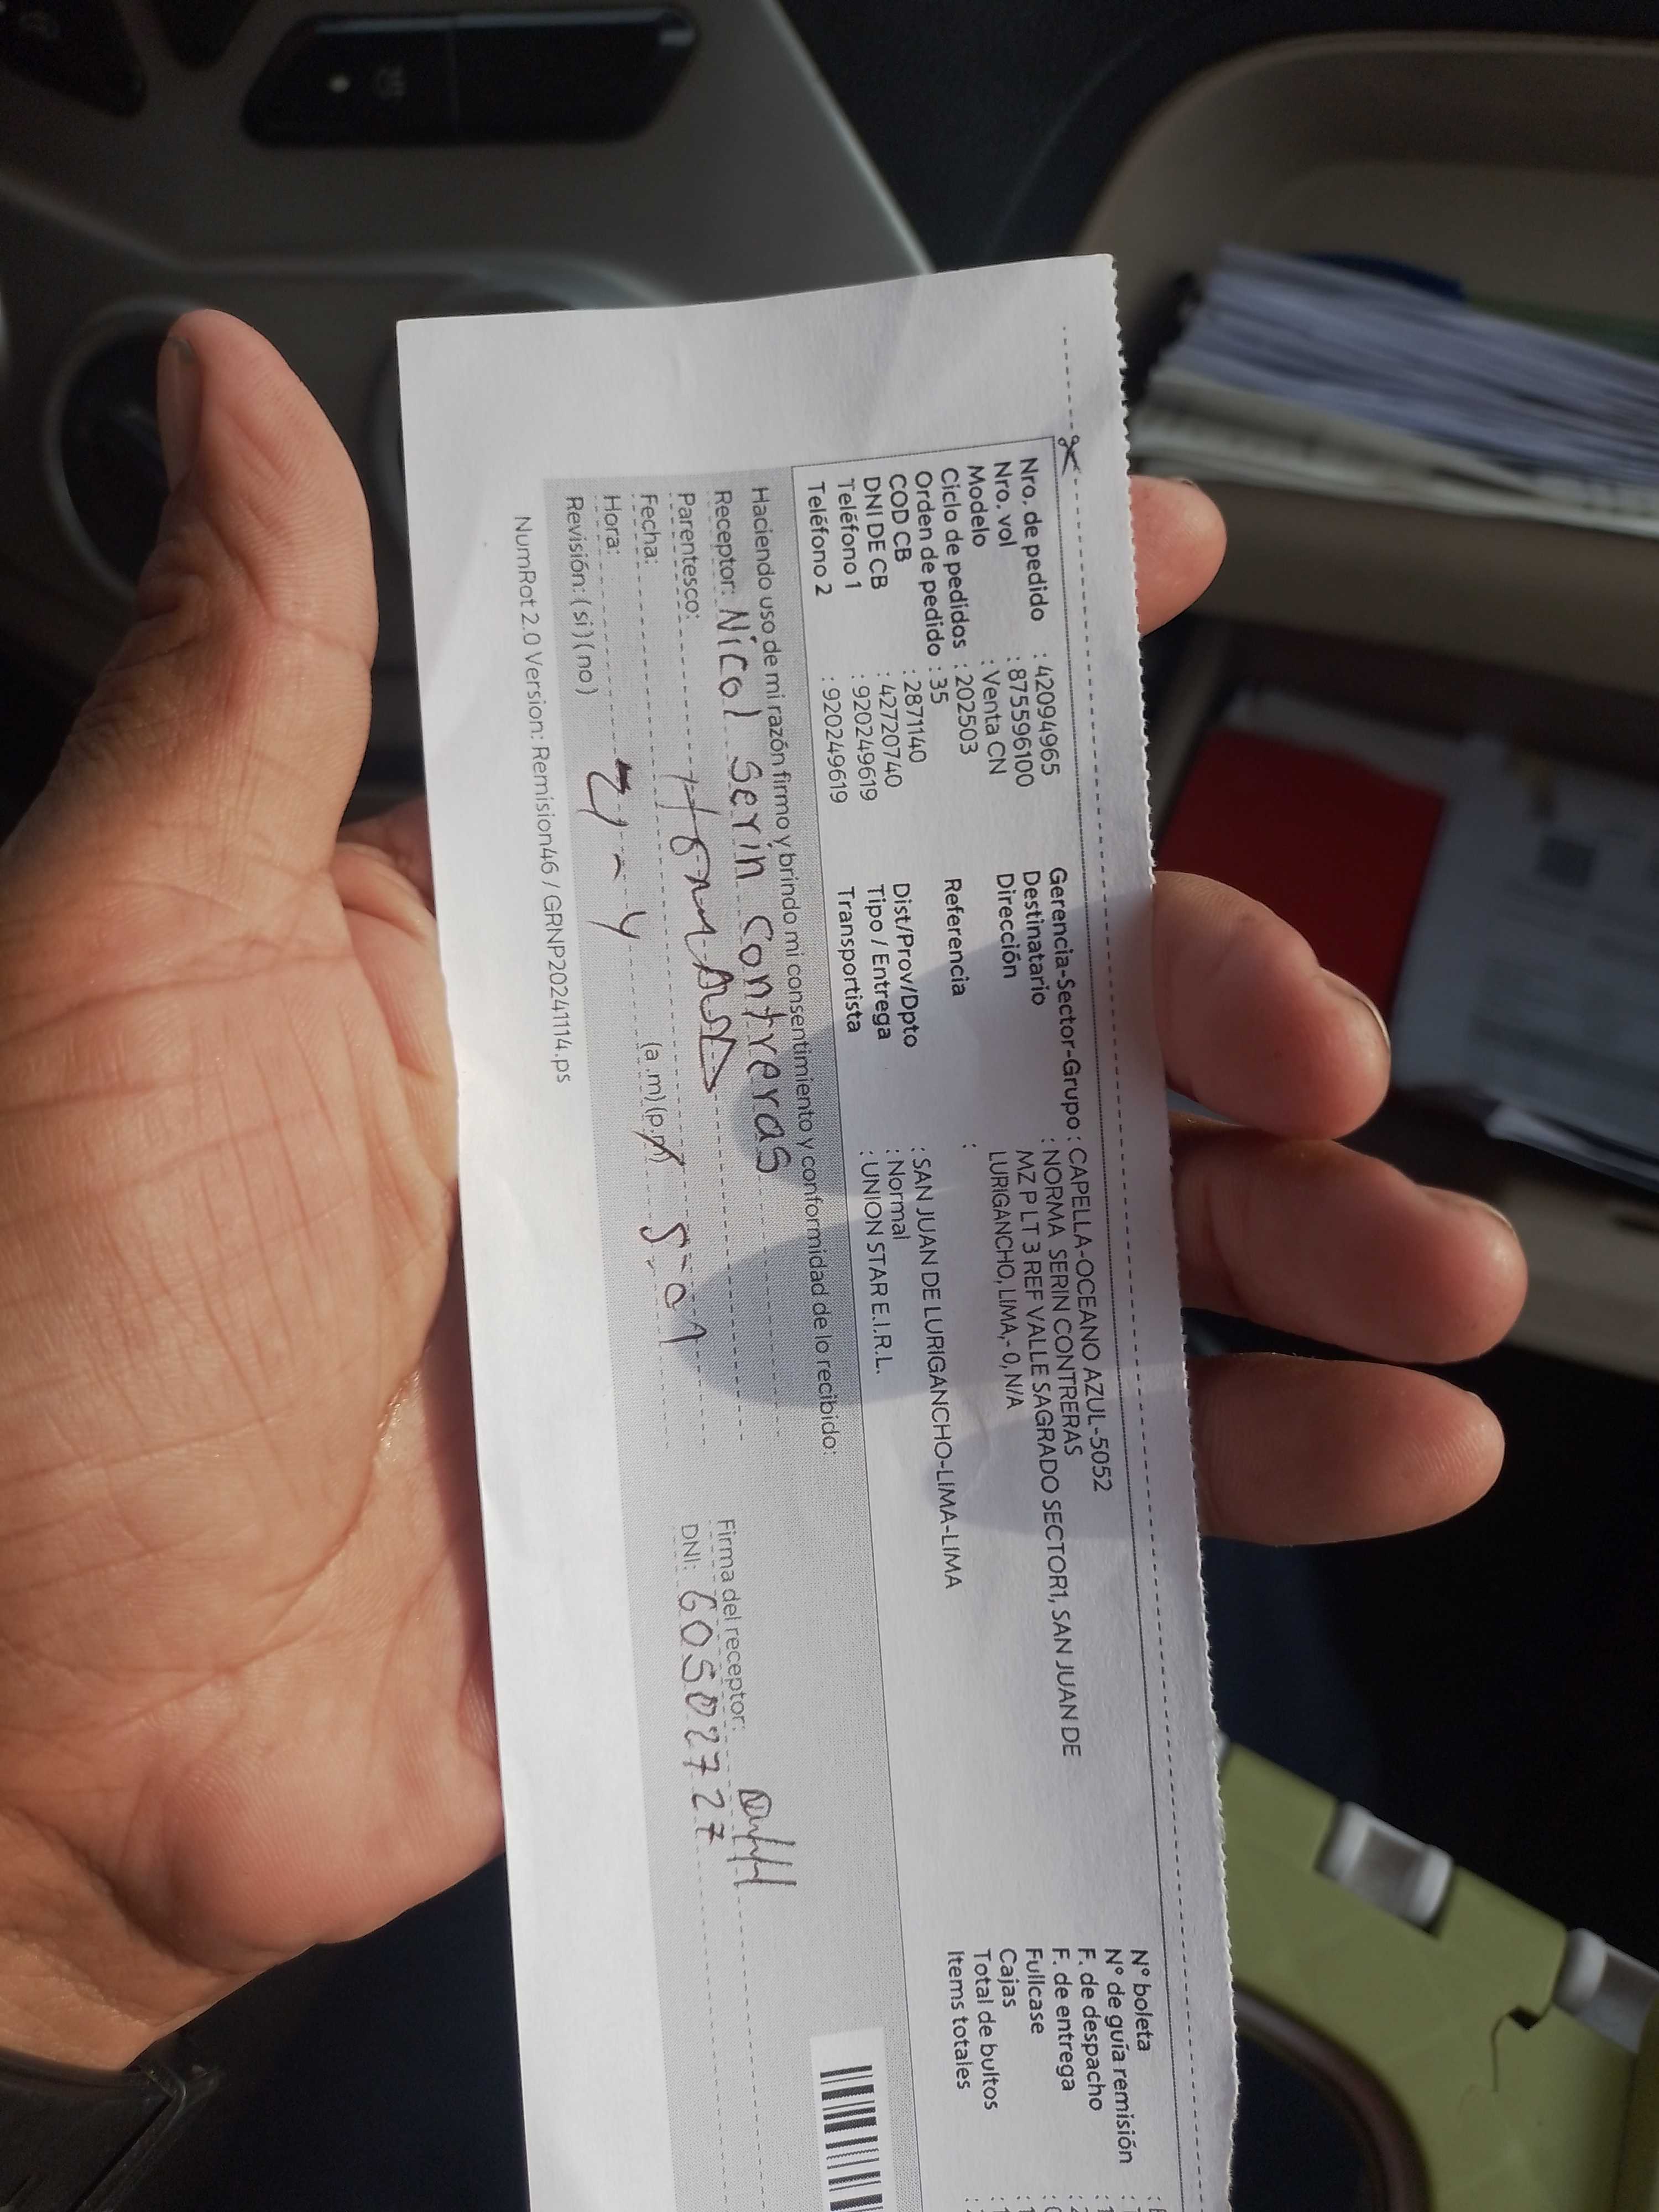 Nro. de pedido : 42094965
Nro. vol : 875596100
Modelo : Venta CN
Ciclo de pedidos : 202503
Orden de pedido : 35
COD CB : 2871140
DNI DE CB : 42720740
Teléfono 1 : 920249619
Teléfono 2 : 920249619
Gerencia-Sector-Grupo : CAPELLA-OCEANO AZUL-5052
Destinatario : NORMA SERIN CONTRERAS
Dirección : MZ P LT 3 REF VALLE SAGRADO SECTOR1, SAN JUAN DE
LURIGANCHO, LIMA,- 0, N/A
Referencia :
Dist/Prov/Dpto : SAN JUAN DE LURIGANCHO-LIMA-LIMA
Tipo / Entrega : Normal
Transportista : UNION STAR E.I.R.L.
N° boleta :
N° de guía remisión :
F. de despacho :
F. de entrega :
Fullcase :
Cajas :
Total de bultos :
Items totales :
Haciendo uso de mi razón firmo y brindo mi consentimiento y conformidad de lo recibido:
Receptor: Nicol Serin Contreras
Parentesco:
Fecha:
Hora: (a.m) (p.m)
Revisión: ( si ) ( no )
Firma del receptor:
DNI: 60502727
NumRot 2.0 Version: Remision46 / GRNP20241114.ps